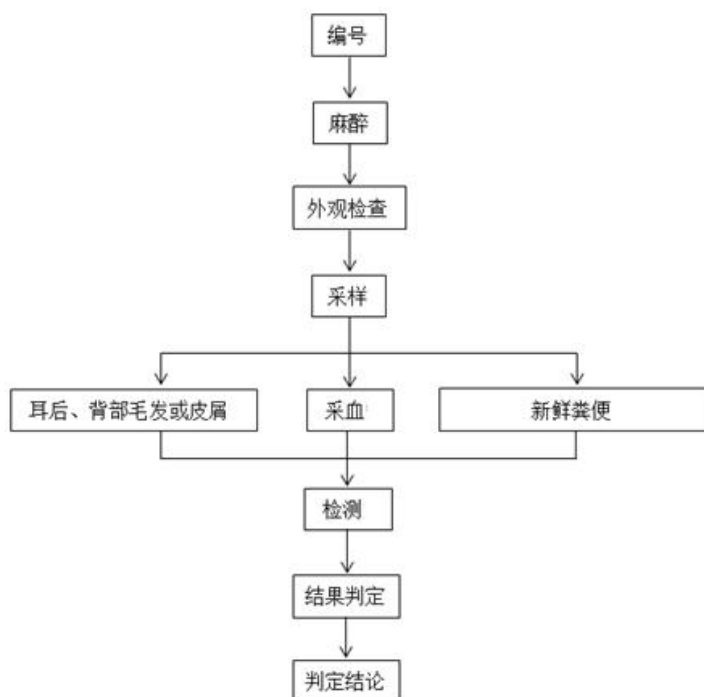 编号
麻醉
外观检查
采样
耳后、背部毛发或皮屑
采血
新鲜粪便
检测
结果判定
判定结论